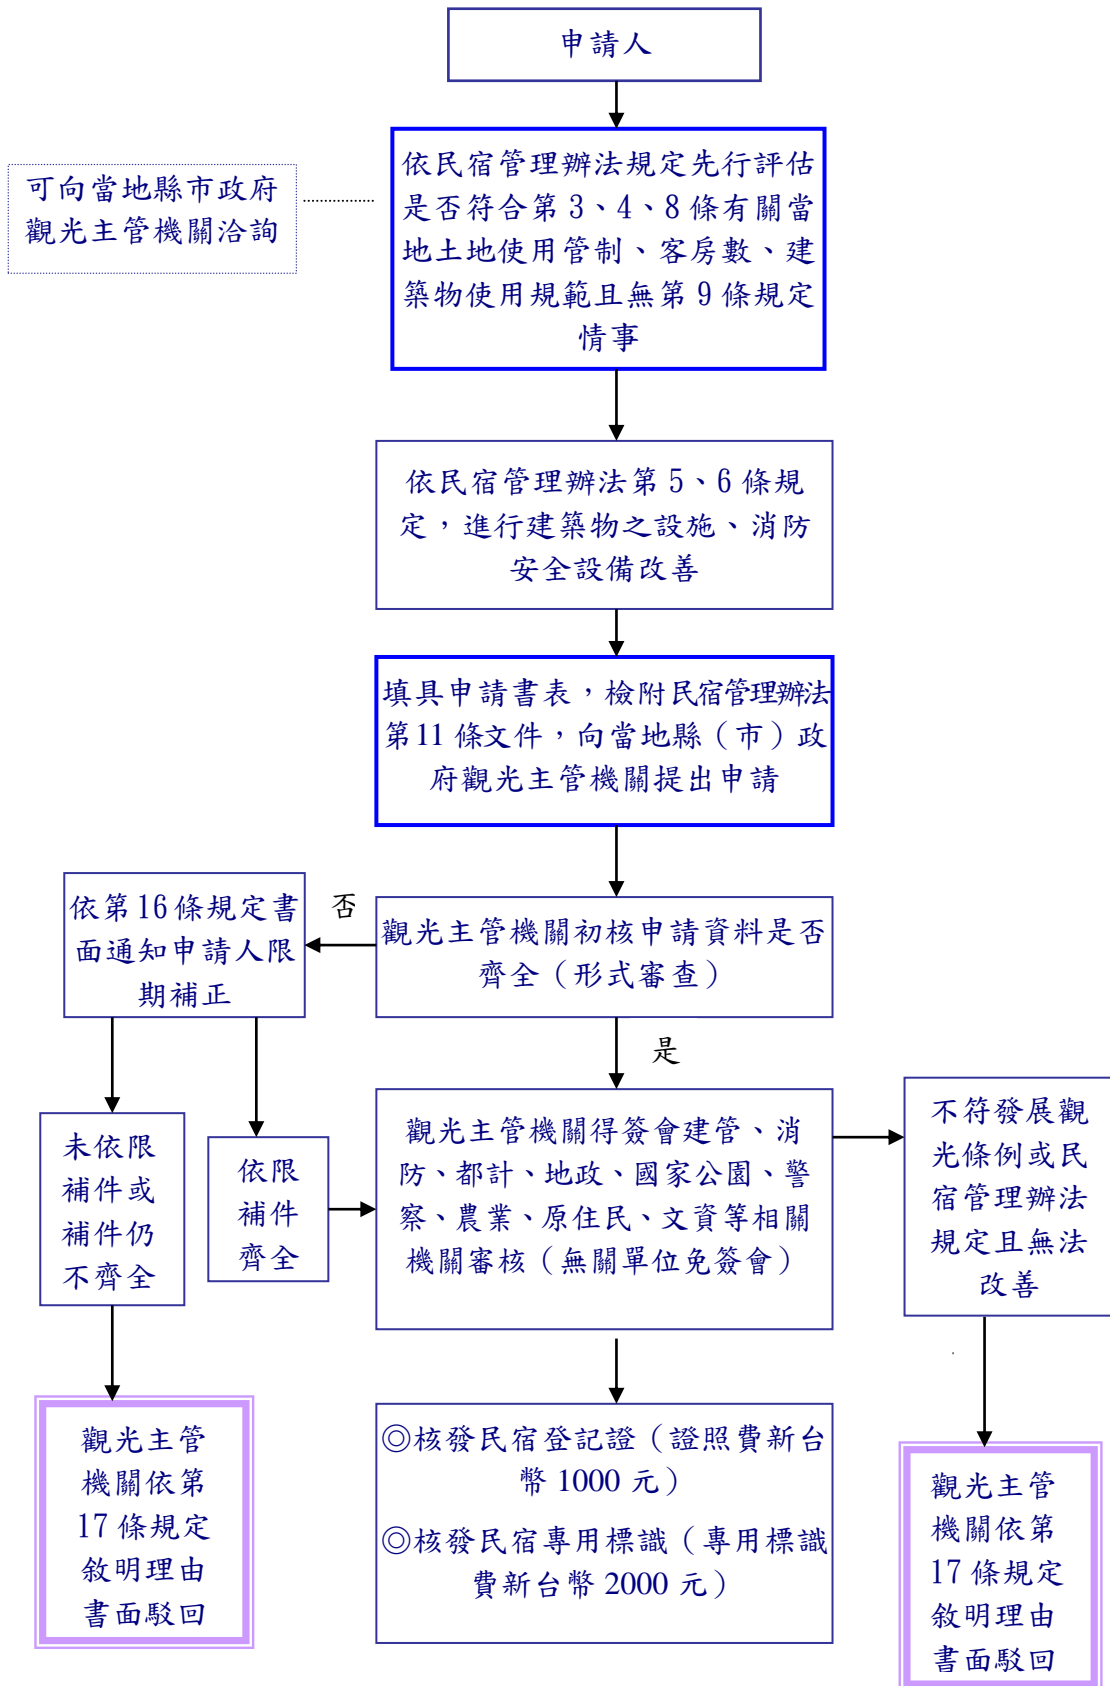 申請人
可向當地縣市政府
觀光主管機關洽詢
依民宿管理辦法規定先行評估
是否符合第 3、4、8 條有關當
地土地使用管制、客房數、建
築物使用規範且無第 9 條規定
情事
依民宿管理辦法第 5、6 條規
定，進行建築物之設施、消防
安全設備改善
填具申請書表，檢附民宿管理辦法
第11 條文件，向當地縣（市）政
府觀光主管機關提出申請
依第16 條規定書
面通知申請人限
期補正
否
觀光主管機關初核申請資料是否
齊全（形式審查）
是
未依限
補件或
補件仍
不齊全
依限
補件
齊全
觀光主管機關得簽會建管、消
防、都計、地政、國家公園、警
察、農業、原住民、文資等相關
機關審核（無關單位免簽會）
不符發展觀
光條例或民
宿管理辦法
規定且無法
改善
觀光主管
機關依第
17 條規定
敘明理由
書面駁回
◎核發民宿登記證（證照費新台
幣 1000 元）
◎核發民宿專用標識（專用標識
費新台幣 2000 元）
觀光主管
機關依第
17 條規定
敘明理由
書面駁回